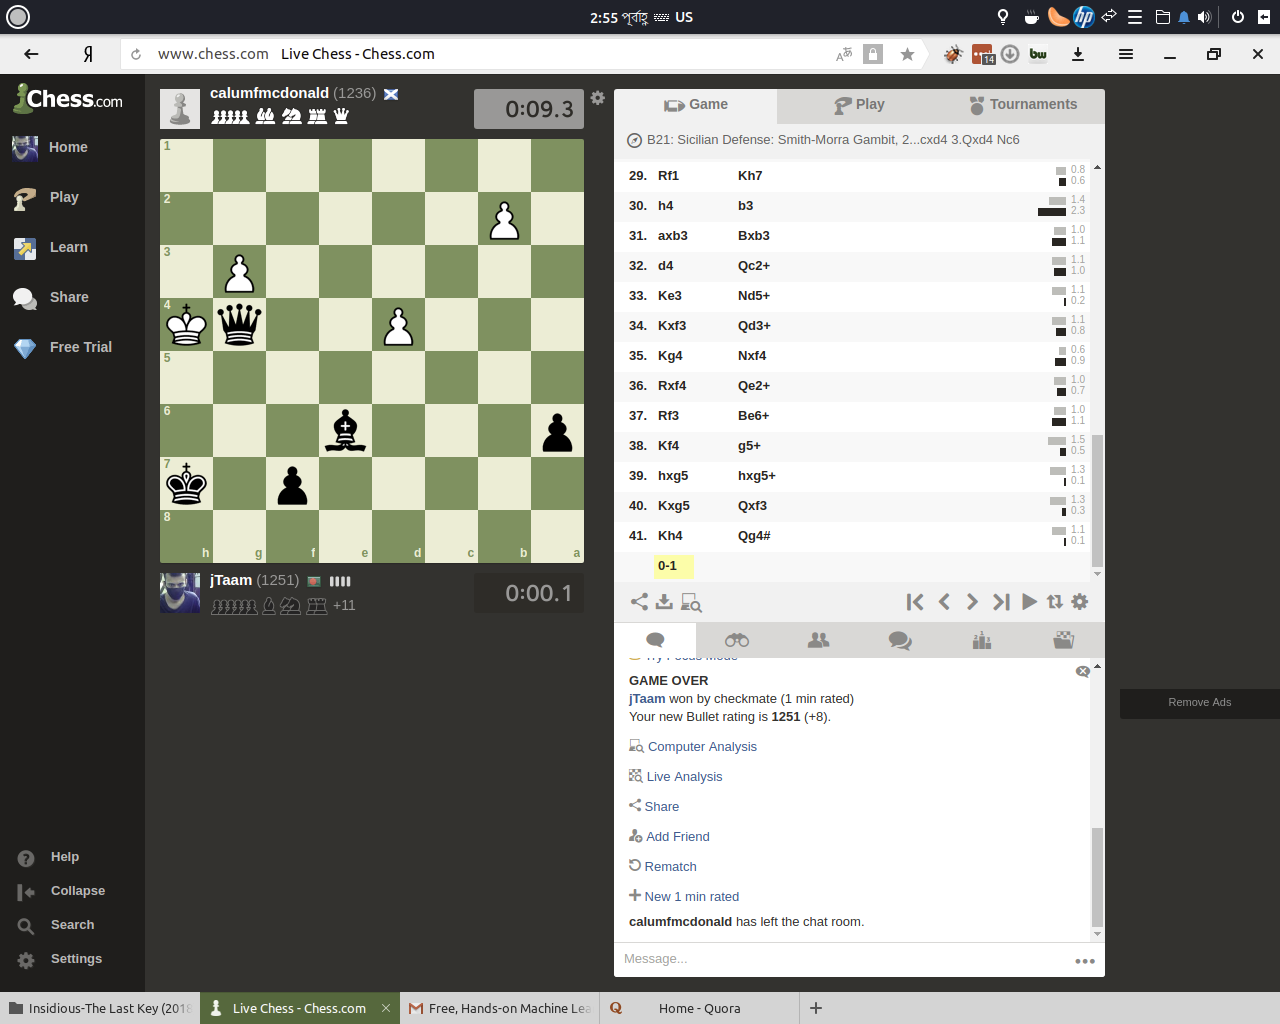 2:55 পূর্বাহ্ন US
www.chess.com Live Chess - Chess.com
14
bw
Chess.com
Home
Play
Learn
Share
Free Trial
Help
Collapse
Search
Settings
calumfmcdonald (1236)
0:09.3
1
2
3
4
5
6
7
8
h g f e d c b a
jTaam (1251)
+11
0:00.1
Game Play Tournaments
B21: Sicilian Defense: Smith-Morra Gambit, 2...cxd4 3.Qxd4 Nc6
29. Rf1 Kh7 0.8 0.6
30. h4 b3 1.4 2.3
31. axb3 Bxb3 1.0 1.1
32. d4 Qc2+ 1.1 1.0
33. Ke3 Nd5+ 1.1 0.2
34. Kxf3 Qd3+ 1.1 0.8
35. Kg4 Nxf4 0.6 0.9
36. Rxf4 Qe2+ 1.0 0.7
37. Rf3 Be6+ 1.0 1.1
38. Kf4 g5+ 1.5 0.5
39. hxg5 hxg5+ 1.3 0.1
40. Kxg5 Qxf3 1.3 0.3
41. Kh4 Qg4# 1.1 0.1
0-1
Try Focus Mode
GAME OVER
jTaam won by checkmate (1 min rated)
Your new Bullet rating is 1251 (+8).
Computer Analysis
Live Analysis
Share
Add Friend
Rematch
New 1 min rated
calumfmcdonald has left the chat room.
Message...
Remove Ads
Insidious-The Last Key (2018 Live Chess - Chess.com Free, Hands-on Machine Lea Home - Quora